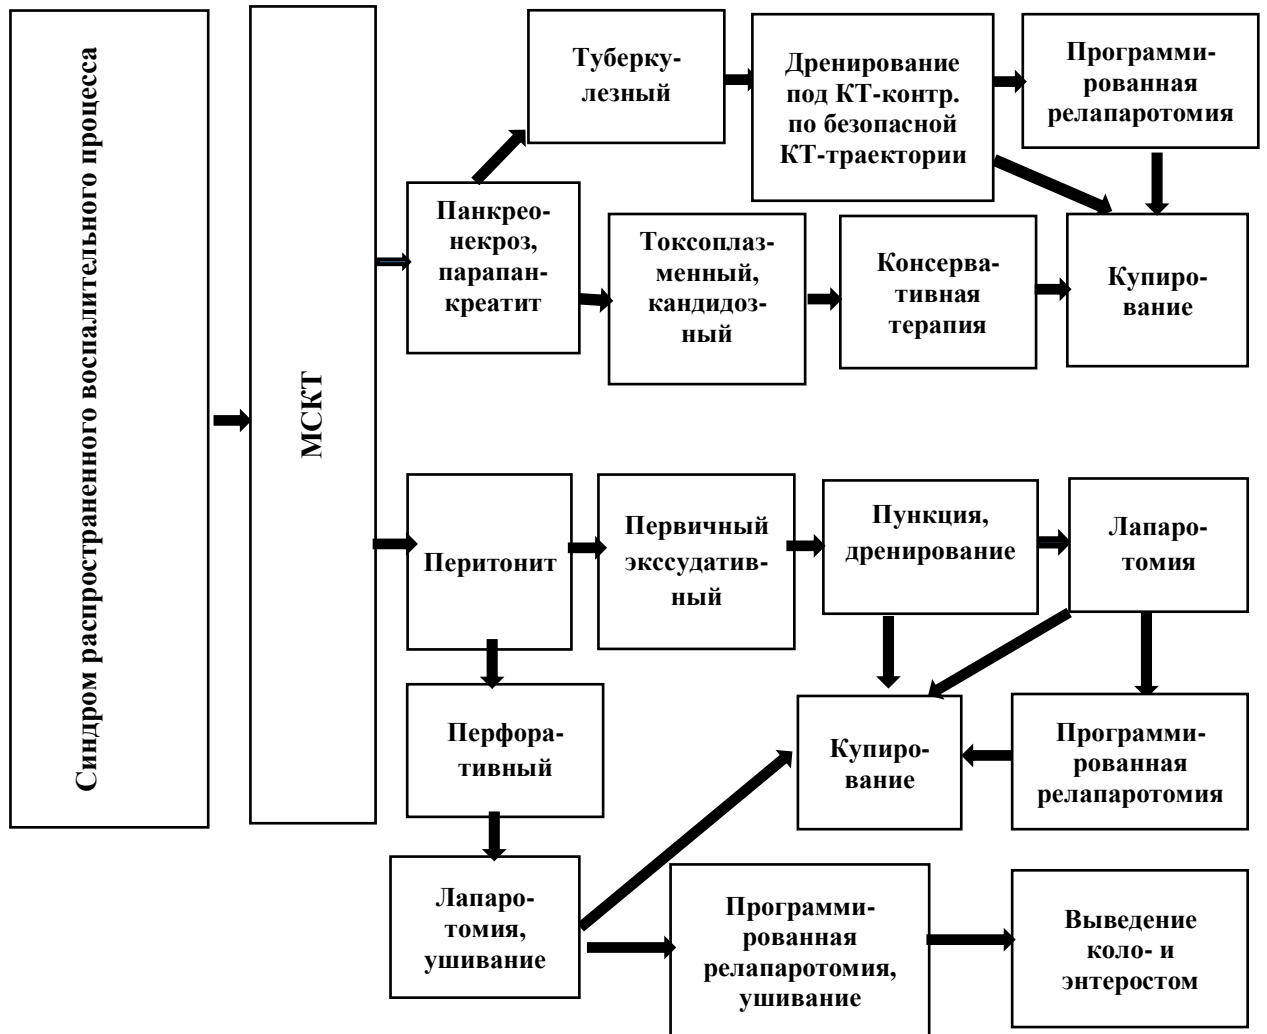 Синдром распространенного воспалительного процесса
МСКТ
Туберку-
лезный
Дренирование
под КТ-контр.
по безопасной
КТ-траектории
Программи-
рованная
релапаротомия
Панкрео-
некроз,
парапан-
креатит
Токсоплаз-
менный,
кандидоз-
ный
Консерва-
тивная
терапия
Купиро-
вание
Перитонит
Первичный
экссудатив-
ный
Пункция,
дренирование
Лапаро-
томия
Перфора-
тивный
Купиро-
вание
Программи-
рованная
релапаротомия
Лапаро-
томия,
ушивание
Программи-
рованная
релапаротомия,
ушивание
Выведение
коло- и
энтеростом